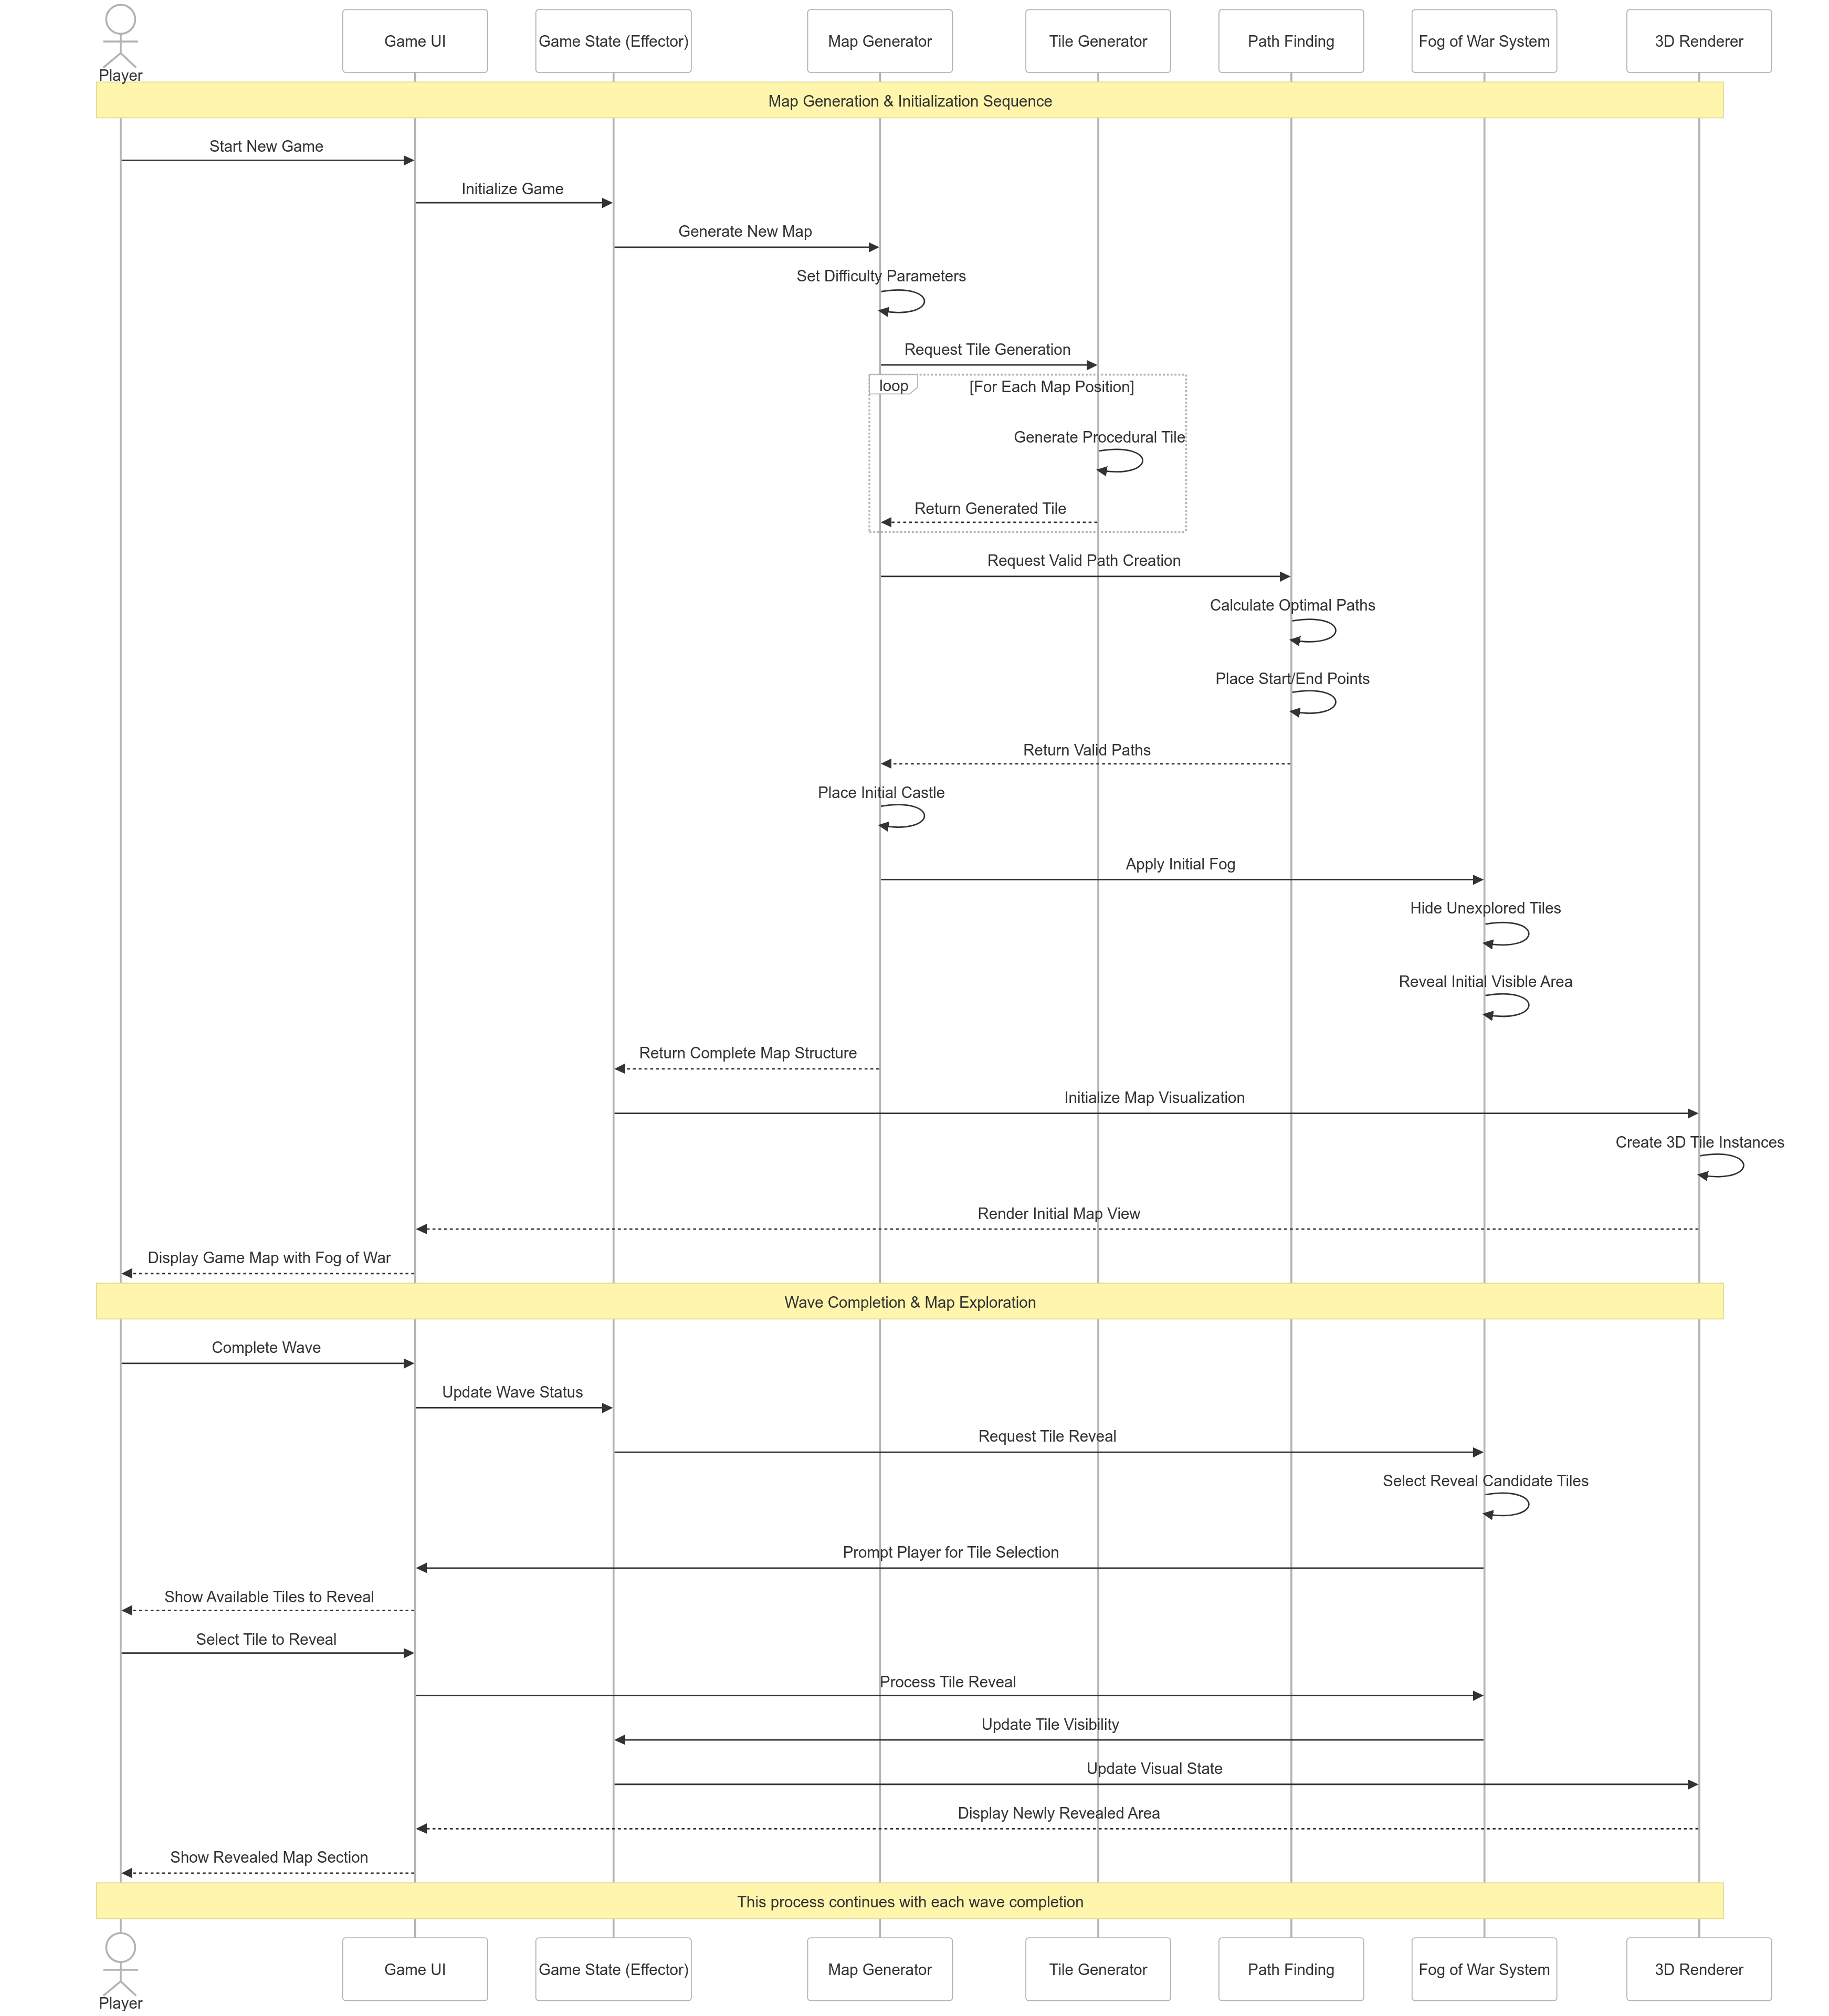 Player
Game UI
Game State (Effector)
Map Generator
Tile Generator
Path Finding
Fog of War System
3D Renderer
Map Generation & Initialization Sequence
Start New Game
Initialize Game
Generate New Map
Set Difficulty Parameters
Request Tile Generation
loop
[For Each Map Position]
Generate Procedural Tile
Return Generated Tile
Request Valid Path Creation
Calculate Optimal Paths
Place Start/End Points
Return Valid Paths
Place Initial Castle
Apply Initial Fog
Hide Unexplored Tiles
Reveal Initial Visible Area
Return Complete Map Structure
Initialize Map Visualization
Create 3D Tile Instances
Render Initial Map View
Display Game Map with Fog of War
Wave Completion & Map Exploration
Complete Wave
Update Wave Status
Request Tile Reveal
Select Reveal Candidate Tiles
Prompt Player for Tile Selection
Show Available Tiles to Reveal
Select Tile to Reveal
Process Tile Reveal
Update Tile Visibility
Update Visual State
Display Newly Revealed Area
Show Revealed Map Section
This process continues with each wave completion
Player
Game UI
Game State (Effector)
Map Generator
Tile Generator
Path Finding
Fog of War System
3D Renderer